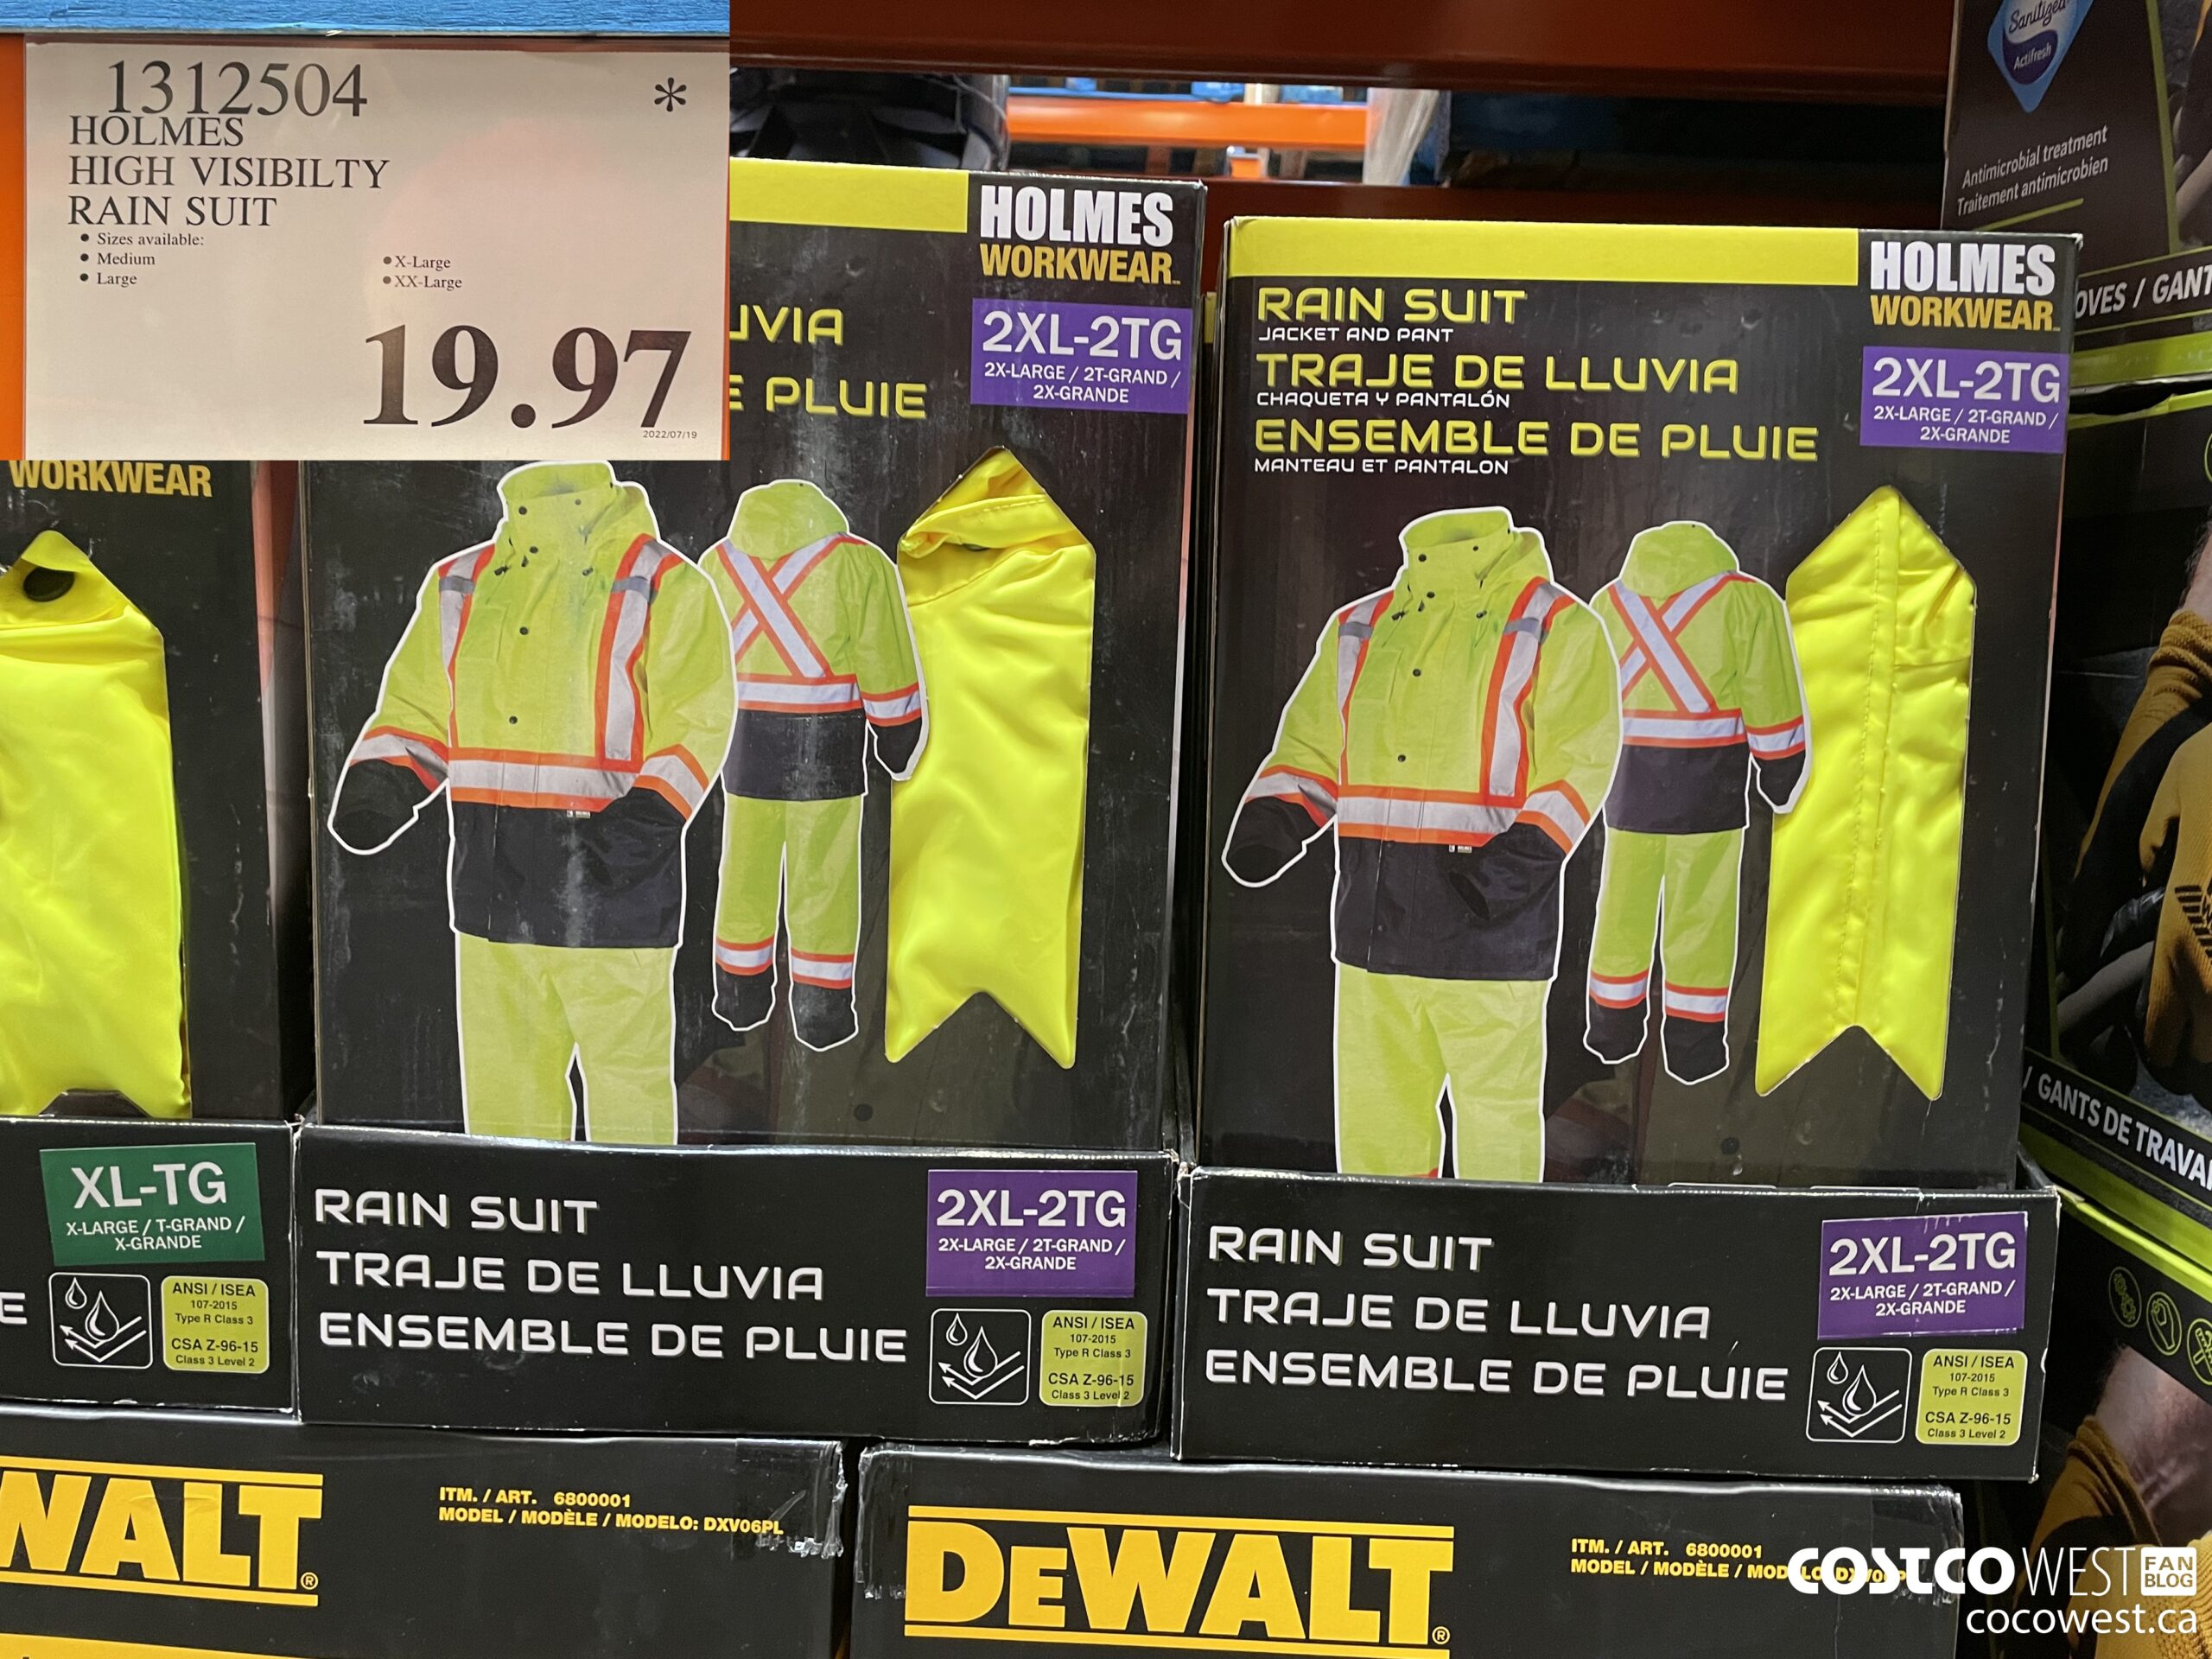 1312504
*
HOLMES
HIGH VISIBILTY
RAIN SUIT
• Sizes available:
• Medium
• Large
• X-Large
• XX-Large
19.97
2022/07/19
WORKWEAR
HOLMES
WORKWEAR
2XL-2TG
2X-LARGE / 2T-GRAND /
2X-GRANDE
PLUIE
HOLMES
WORKWEAR
RAIN SUIT
JACKET AND PANT
TRAJE DE LLUVIA
CHAQUETA Y PANTALÓN
ENSEMBLE DE PLUIE
MANTEAU ET PANTALON
2XL-2TG
2X-LARGE / 2T-GRAND /
2X-GRANDE
Sanitized
Actifresh
Antimicrobial treatment
Traitement antimicrobien
OVES / GANT
/ GANTS DE TRAVAI
XL-TG
X-LARGE / T-GRAND /
X-GRANDE
ANSI / ISEA
107-2015
Type R Class 3
CSA Z-96-15
Class 3 Level 2
RAIN SUIT
TRAJE DE LLUVIA
ENSEMBLE DE PLUIE
2XL-2TG
2X-LARGE / 2T-GRAND /
2X-GRANDE
ANSI / ISEA
107-2015
Type R Class 3
CSA Z-96-15
Class 3 Level 2
RAIN SUIT
TRAJE DE LLUVIA
ENSEMBLE DE PLUIE
2XL-2TG
2X-LARGE / 2T-GRAND /
2X-GRANDE
ANSI / ISEA
107-2015
Type R Class 3
CSA Z-96-15
Class 3 Level 2
WALT®
ITM. / ART. 6800001
MODEL / MODÈLE / MODELO: DXV06PL
DEWALT®
ITM. / ART. 6800001
MODEL / MODÈLE /
COSTCO WEST FAN BLOG
cocowest.ca